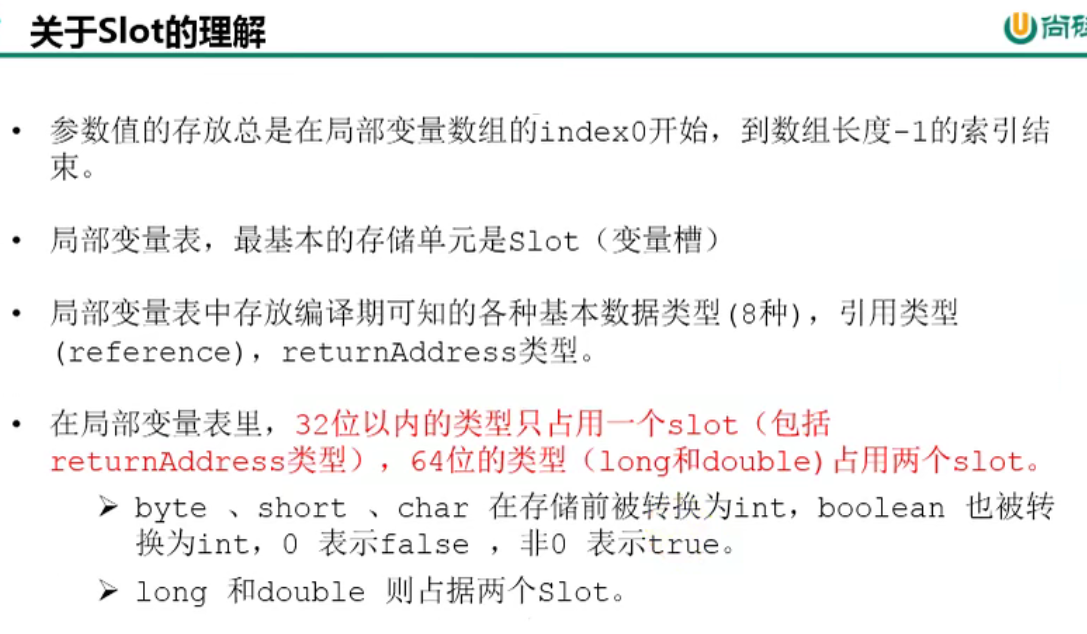 关于Slot的理解
尚
• 参数值的存放总是在局部变量数组的index0开始，到数组长度-1的索引结
束。
• 局部变量表，最基本的存储单元是Slot（变量槽）
• 局部变量表中存放编译期可知的各种基本数据类型(8种)，引用类型
(reference)，returnAddress类型。
• 在局部变量表里，32位以内的类型只占用一个slot（包括
returnAddress类型），64位的类型（long和double)占用两个slot。
➢ byte 、short 、char 在存储前被转换为int，boolean 也被转
换为int，0 表示false ，非0 表示true。
➢ long 和double 则占据两个Slot。